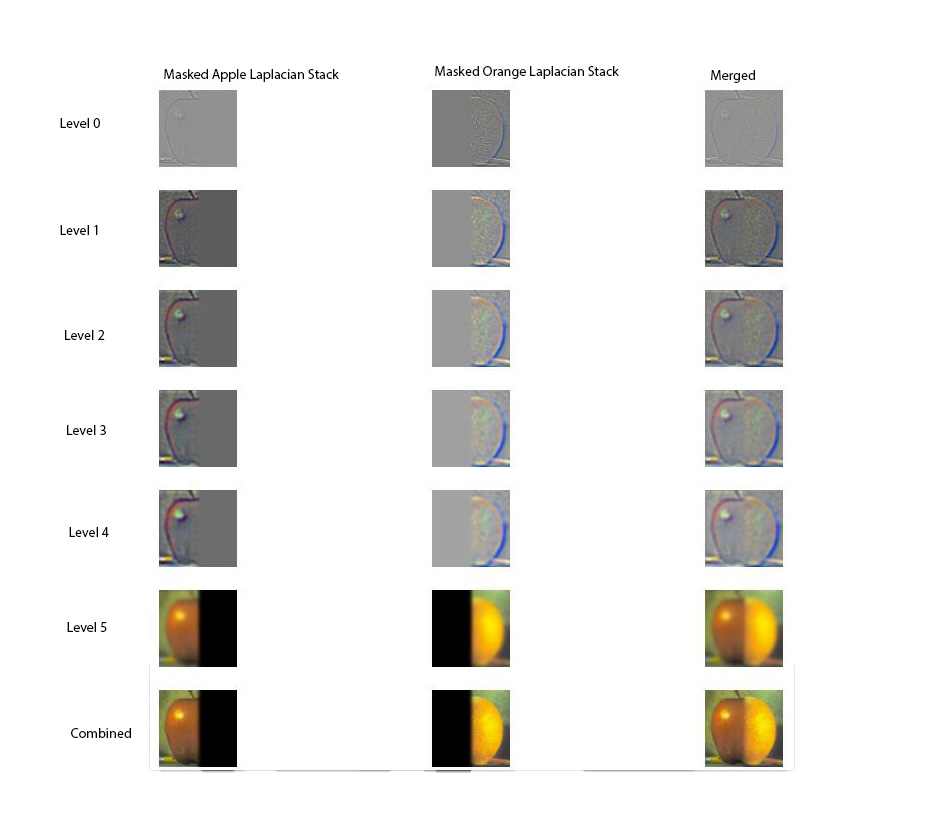 Masked Apple Laplacian Stack
Masked Orange Laplacian Stack
Merged
Level 0
Level 1
Level 2
Level 3
Level 4
Level 5
Combined